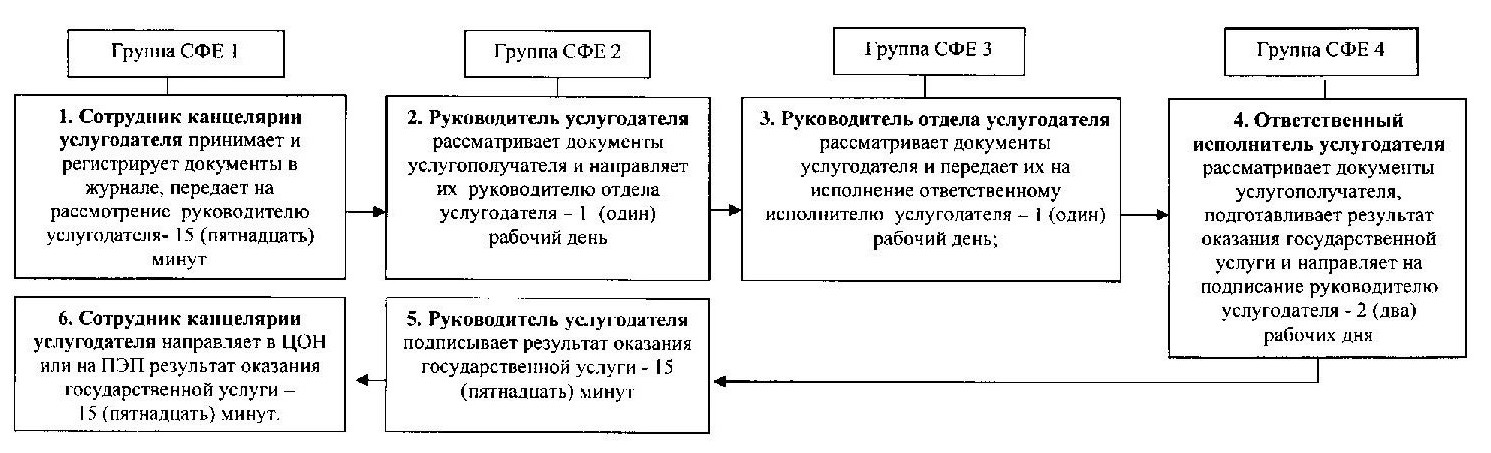 Группа СФЕ 1
Группа СФЕ 2
Группа СФЕ 3
Группа СФЕ 4
1. Сотрудник канцелярии
услугодателя принимает и
регистрирует документы в
журнале, передает на
рассмотрение руководителю
услугодателя- 15 (пятнадцать)
минут
2. Руководитель услугодателя
рассматривает документы
услугополучателя и направляет
их руководителю отдела
услугодателя – 1 (один)
рабочий день
3. Руководитель отдела услугодателя
рассматривает документы
услугодателя и передает их на
исполнение ответственному
исполнителю услугодателя – 1 (один)
рабочий день;
4. Ответственный
исполнитель услугодателя
рассматривает документы
услугополучателя,
подготавливает результат
оказания государственной
услуги и направляет на
подписание руководителю
услугодателя - 2 (два)
рабочих дня
5. Руководитель услугодателя
подписывает результат оказания
государственной услуги - 15
(пятнадцать) минут
6. Сотрудник канцелярии
услугодателя направляет в ЦОН
или на ПЭП результат оказания
государственной услуги –
15 (пятнадцать) минут.